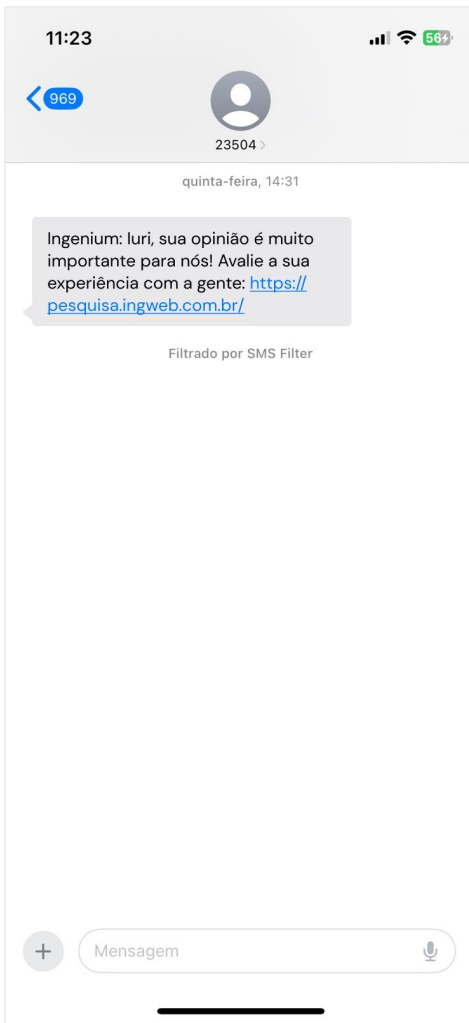 11:23
56
969
23504
quinta-feira, 14:31
Ingenium: Iuri, sua opinião é muito
importante para nós! Avalie a sua
experiência com a gente: https://
pesquisa.ingweb.com.br/
Filtrado por SMS Filter
Mensagem